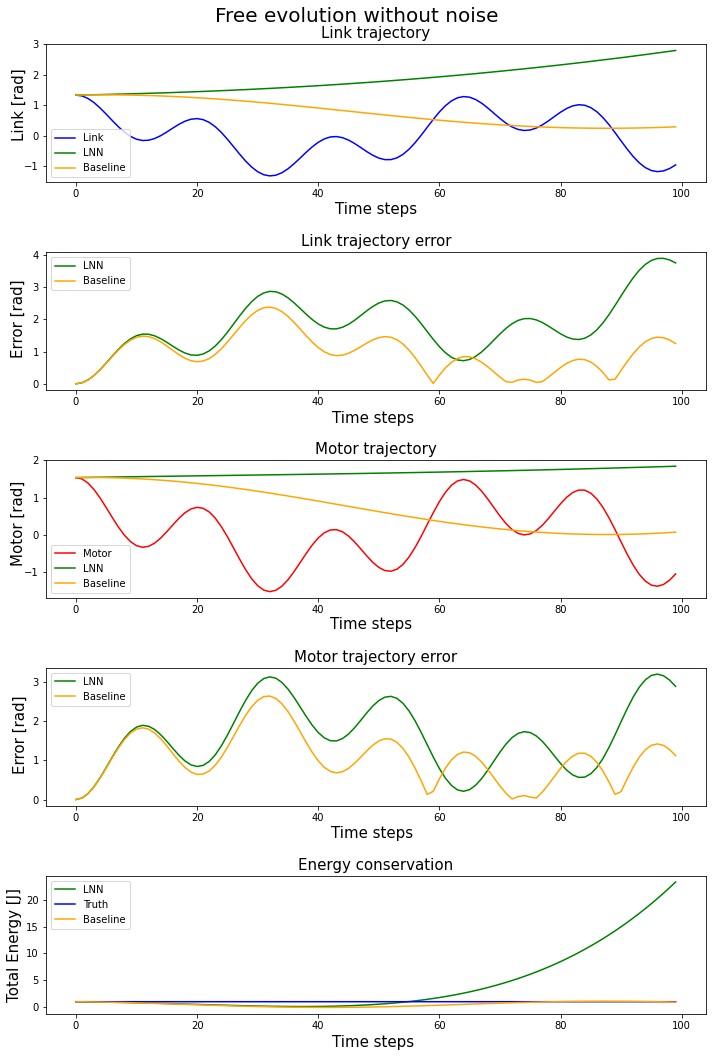 Free evolution without noise
Link trajectory
Link [rad]
3
2
1
0
−1
Link
LNN
Baseline
0 20 40 60 80 100
Time steps
Link trajectory error
Error [rad]
4
3
2
1
0
LNN
Baseline
0 20 40 60 80 100
Time steps
Motor trajectory
Motor [rad]
2
1
0
−1
Motor
LNN
Baseline
0 20 40 60 80 100
Time steps
Motor trajectory error
Error [rad]
3
2
1
0
LNN
Baseline
0 20 40 60 80 100
Time steps
Energy conservation
Total Energy [J]
20
15
10
5
0
LNN
Truth
Baseline
0 20 40 60 80 100
Time steps